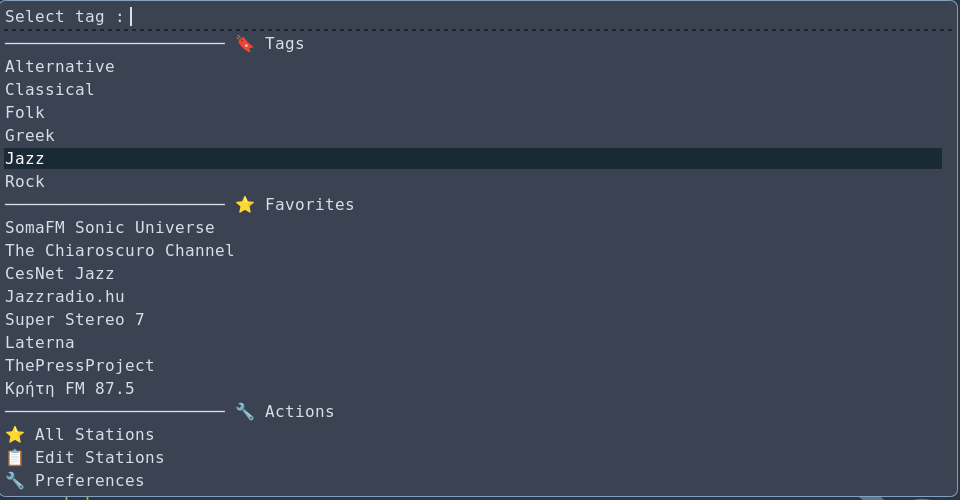 Select tag :
────────────────────── 🔖 Tags
Alternative
Classical
Folk
Greek
Jazz
Rock
────────────────────── ⭐ Favorites
SomaFM Sonic Universe
The Chiaroscuro Channel
CesNet Jazz
Jazzradio.hu
Super Stereo 7
Laterna
ThePressProject
Κρήτη FM 87.5
────────────────────── 🔧 Actions
⭐ All Stations
📋 Edit Stations
🔧 Preferences